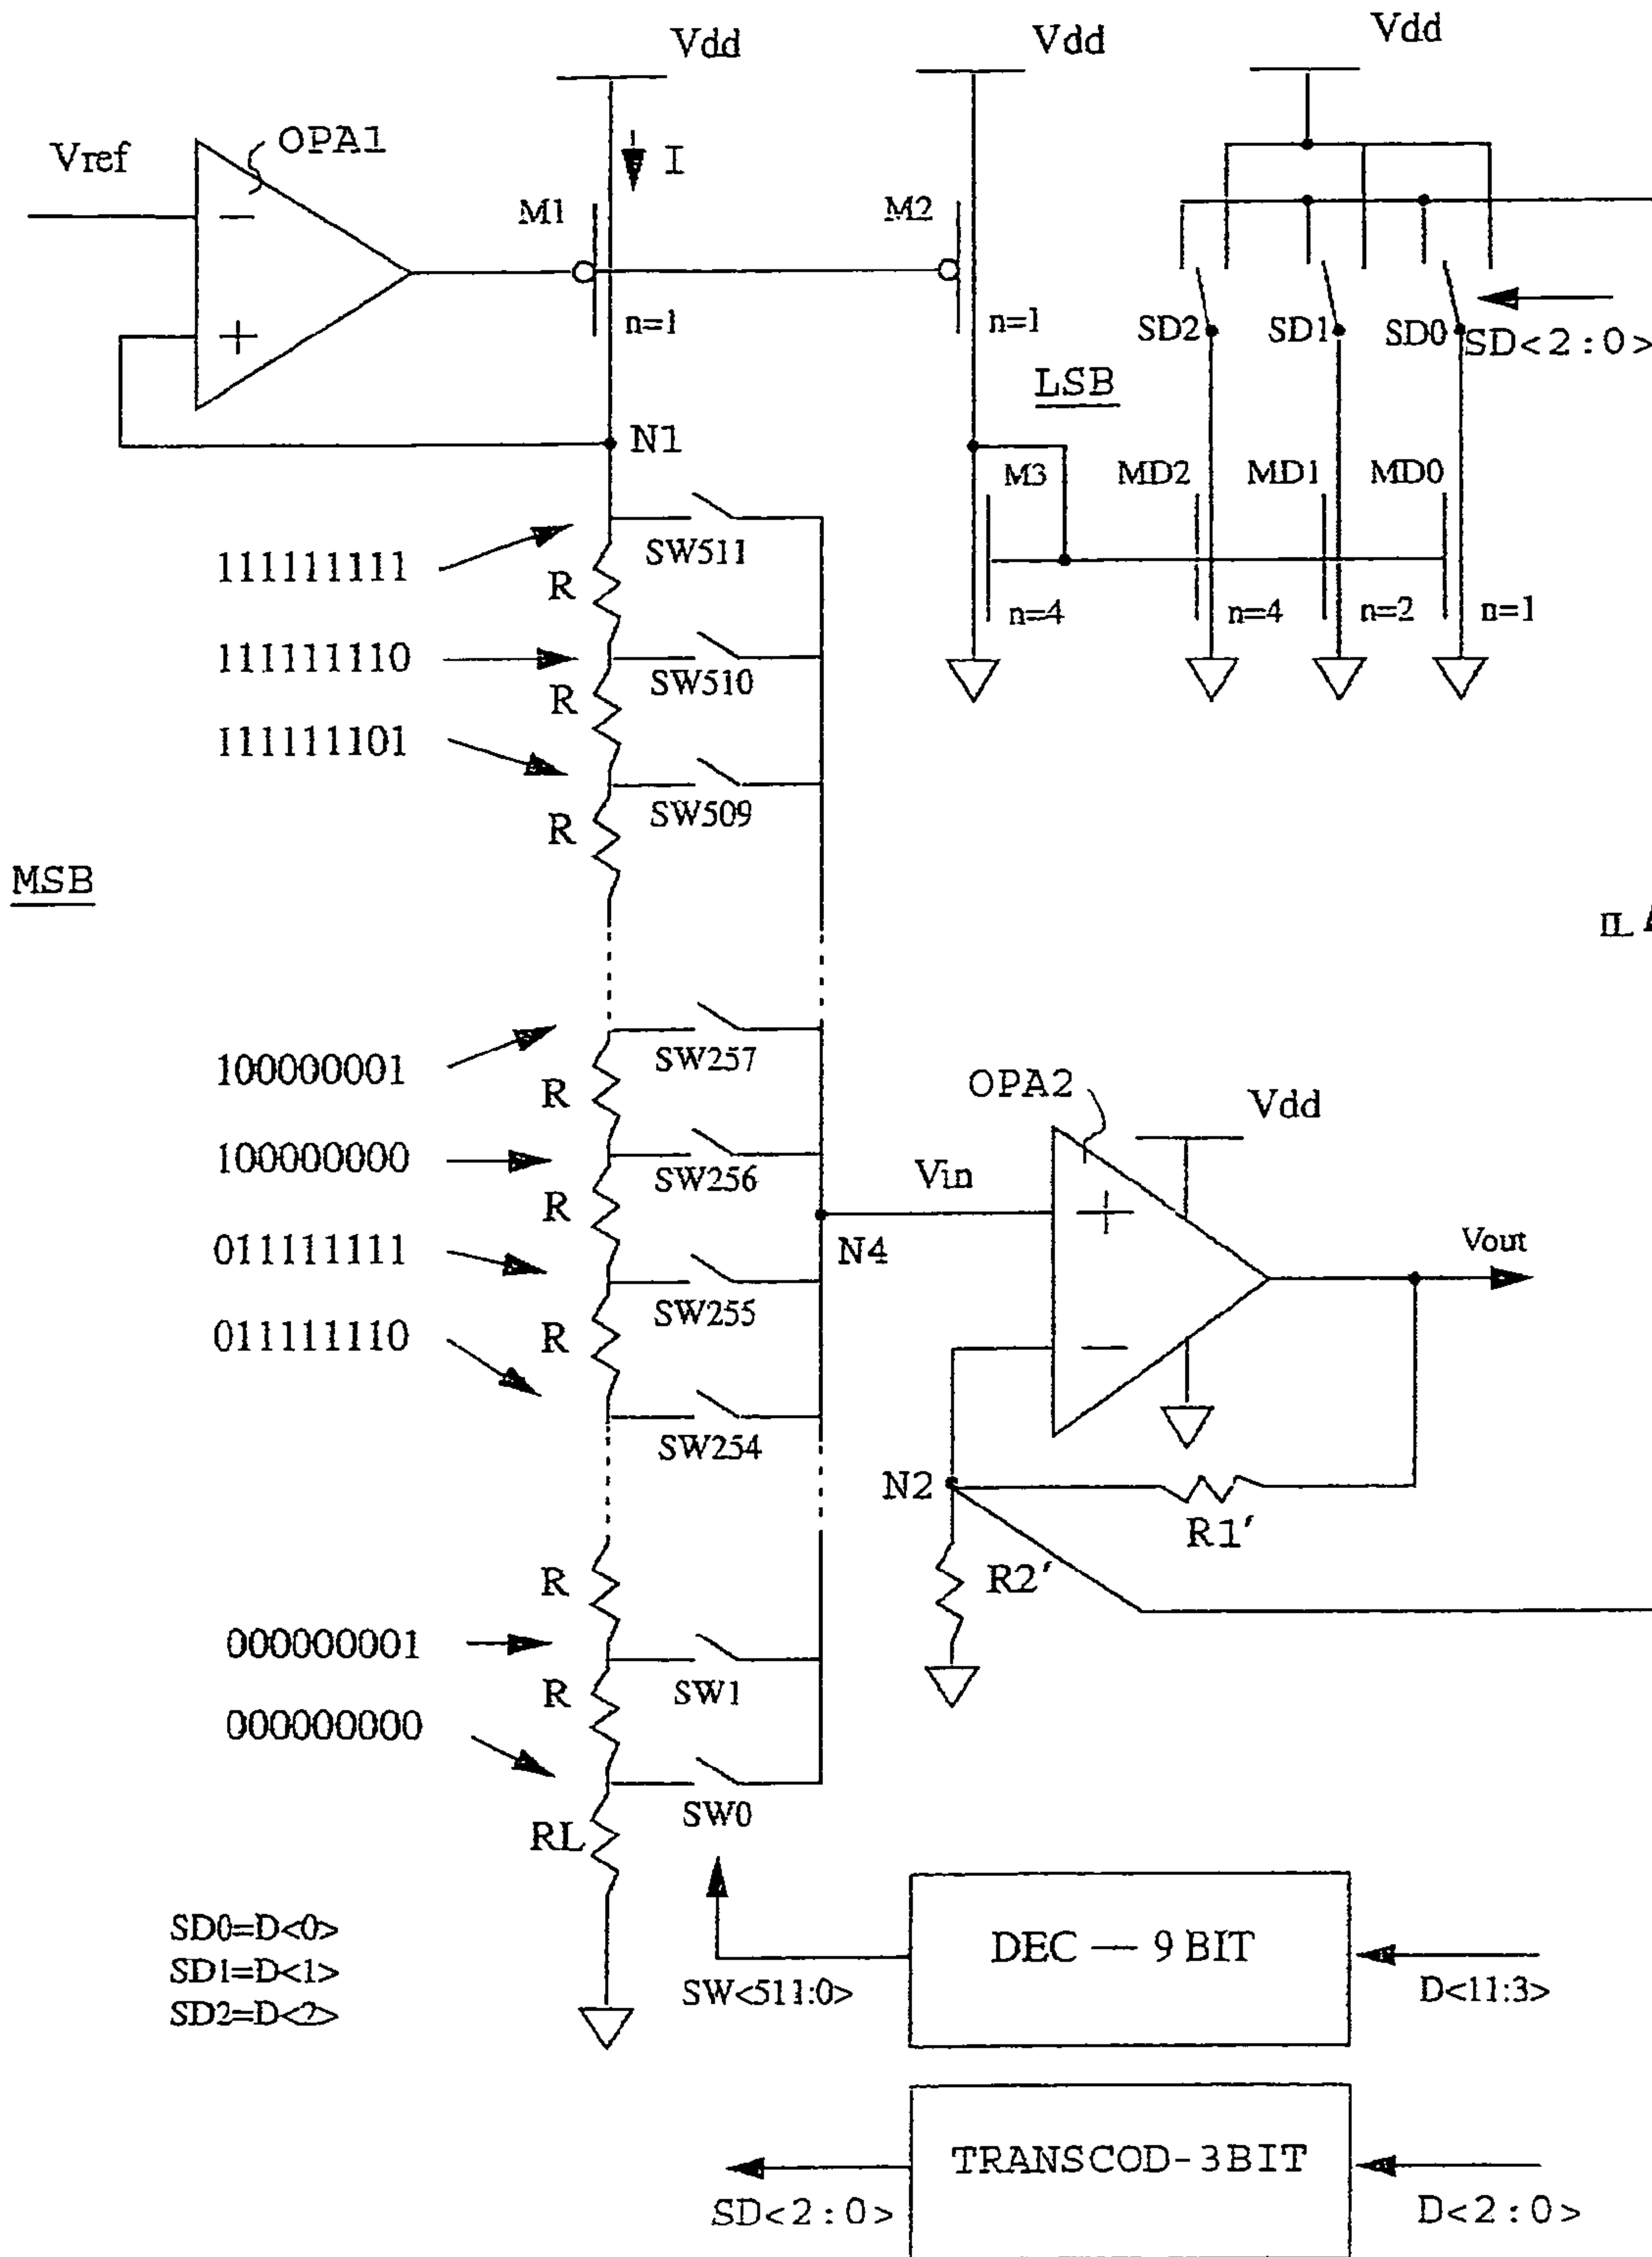 Vdd
Vdd
Vdd
Vref
OPA1
I
M1
M2
n=1
n=1
SD2
SD1
SD0
SD<2:0>
LSB
N1
M3
MD2
MD1
MD0
n=4
n=4
n=2
n=1
SW511
111111111
R
111111110
SW510
R
111111101
SW509
R
MSB
IL
SW257
100000001
R
OPA2
Vdd
100000000
SW256
Vin
R
+
N4
Vout
011111111
SW255
011111110
R
SW254
N2
R1'
R2'
R
000000001
R
SW1
000000000
SW0
RL
SD0=D<0>
SD1=D<1>
SD2=D<2>
DEC — 9 BIT
SW<511:0>
D<11:3>
TRANSCOD-3BIT
SD<2:0>
D<2:0>